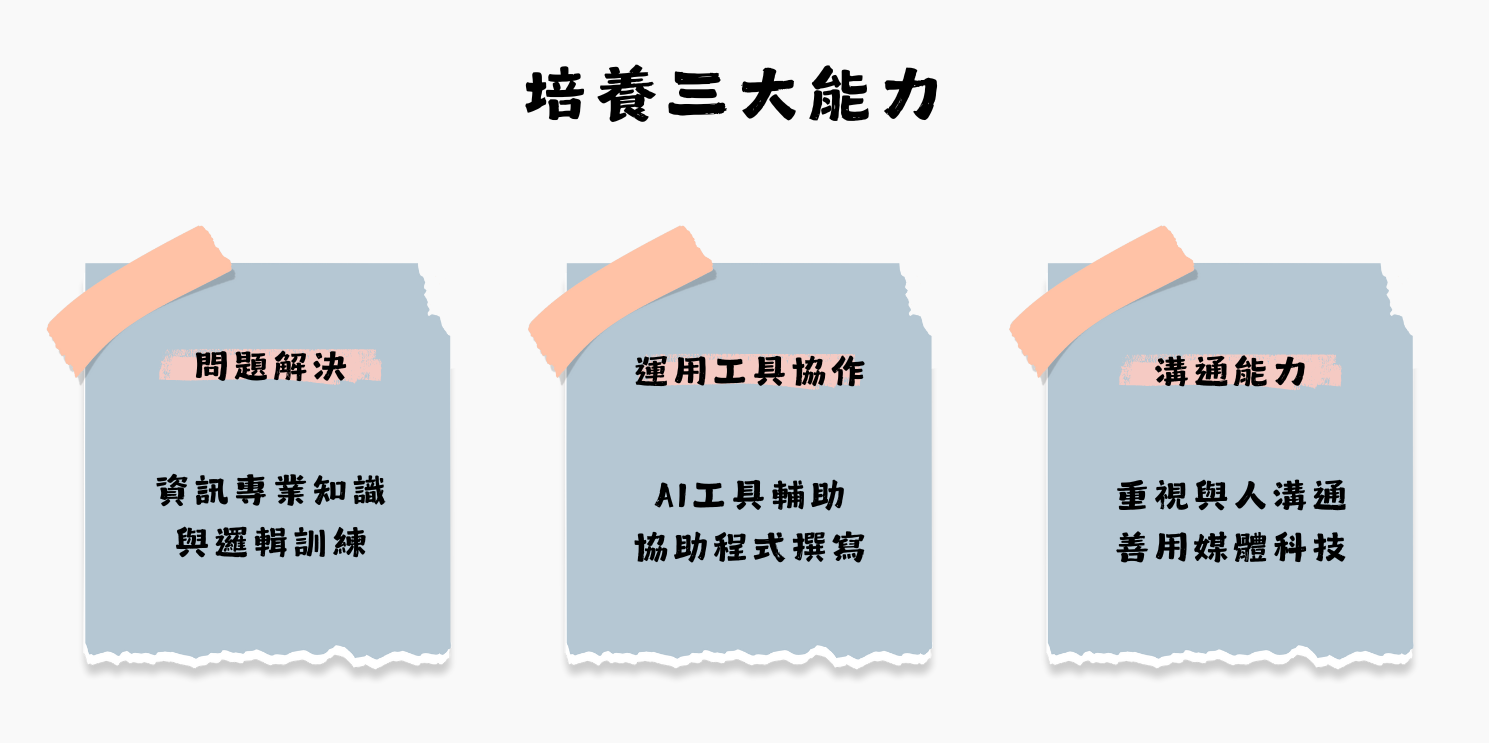 培養三大能力
問題解決
資訊專業知識
與邏輯訓練
運用工具協作
AI工具輔助
協助程式撰寫
溝通能力
重視與人溝通
善用媒體科技